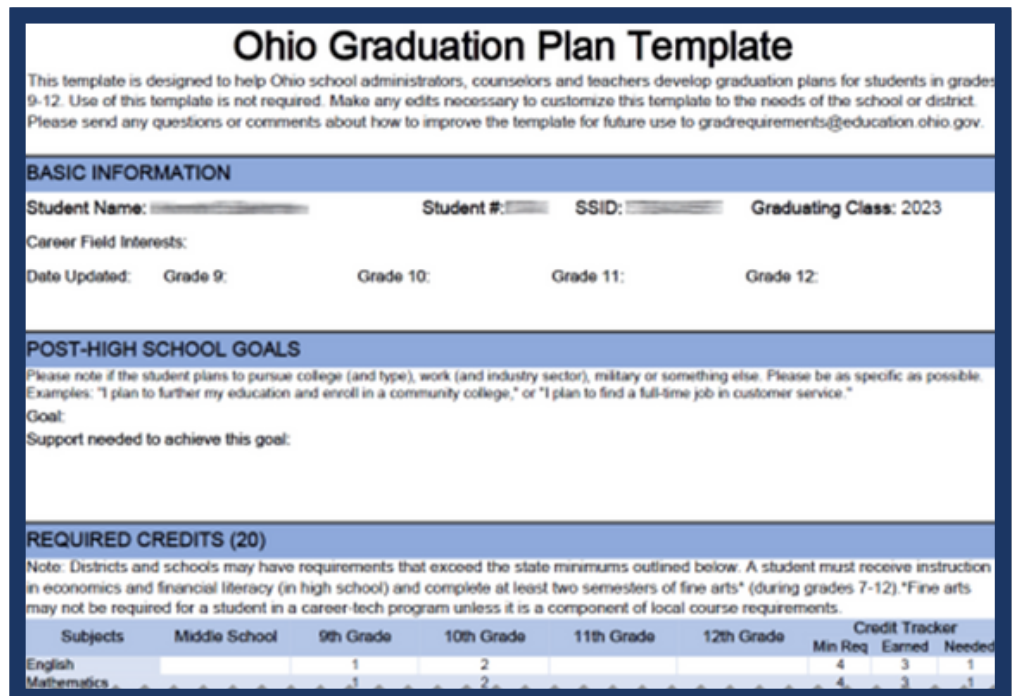 Ohio Graduation Plan Template
This template is designed to help Ohio school administrators, counselors and teachers develop graduation plans for students in grades
9-12. Use of this template is not required. Make any edits necessary to customize this template to the needs of the school or district.
Please send any questions or comments about how to improve the template for future use to gradrequirements@education.ohio.gov.
BASIC INFORMATION
Student Name: Student #: SSID: Graduating Class: 2023
Career Field Interests:
Date Updated: Grade 9: Grade 10: Grade 11: Grade 12:
POST-HIGH SCHOOL GOALS
Please note if the student plans to pursue college (and type), work (and industry sector), military or something else. Please be as specific as possible.
Examples: "I plan to further my education and enroll in a community college," or "I plan to find a full-time job in customer service."
Goal:
Support needed to achieve this goal:
REQUIRED CREDITS (20)
Note: Districts and schools may have requirements that exceed the state minimums outlined below. A student must receive instruction
in economics and financial literacy (in high school) and complete at least two semesters of fine arts* (during grades 7-12).*Fine arts
may not be required for a student in a career-tech program unless it is a component of local course requirements.
Subjects Middle School 9th Grade 10th Grade 11th Grade 12th Grade Credit Tracker
Min Req Earned Needed
English 1 2 4 3 1
Mathematics 1 2 4 3 1